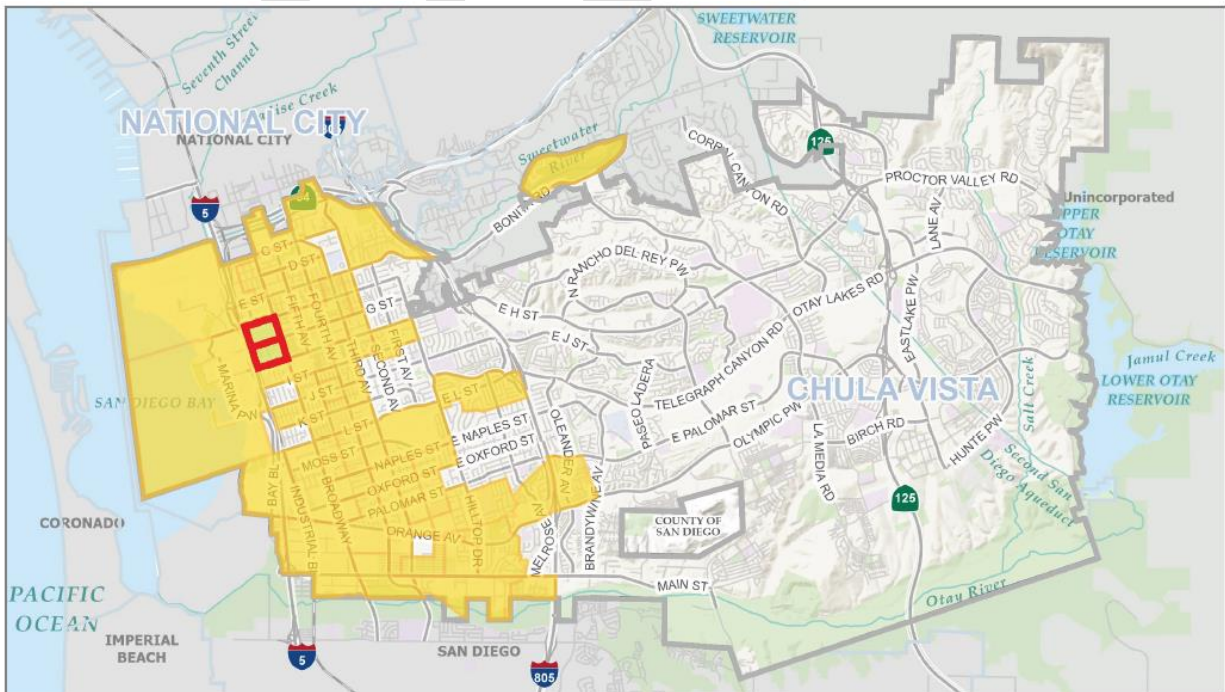 SWEETWATER
RESERVOIR
Seventh Street
Channel
NATIONAL CITY
NATIONAL CITY
Creek
Sweetwater
River
125
CORRAL CANYON RD
PROCTOR VALLEY RD
LANE AV
Unincorporated
UPPER
OTAY
RESERVOIR
5
BONITA RD
C ST
D ST
E ST
G ST
FIFTH AV
FOURTH AV
THIRD AV
SECOND AV
FIRST AV
N RANCHO DEL REY PW
E H ST
E J ST
OTAY LAKES RD
EASTLAKE PW
TELEGRAPH CANYON RD
PASEO LADERA
Salt Creek
Jamul Creek
LOWER OTAY
RESERVOIR
CHULA VISTA
SAN DIEGO BAY
MARINA PW
J ST
K ST
L ST
E L ST
MOSS ST
NAPLES ST
OXFORD ST
PALOMAR ST
E NAPLES ST
E OXFORD ST
OLEANDER AV
E PALOMAR ST
OLYMPIC PW
BIRCH RD
LA MEDIA RD
HUNTE PW
Second San
Diego Aqueduct
BAY BL
INDUSTRIAL BL
BROADWAY
ORANGE AV
HILLTOP DR
MELROSE AV
BRANDYWINE AV
COUNTY OF
SAN DIEGO
125
CORONADO
MAIN ST
Otay River
PACIFIC
OCEAN
IMPERIAL
BEACH
5
SAN DIEGO
805